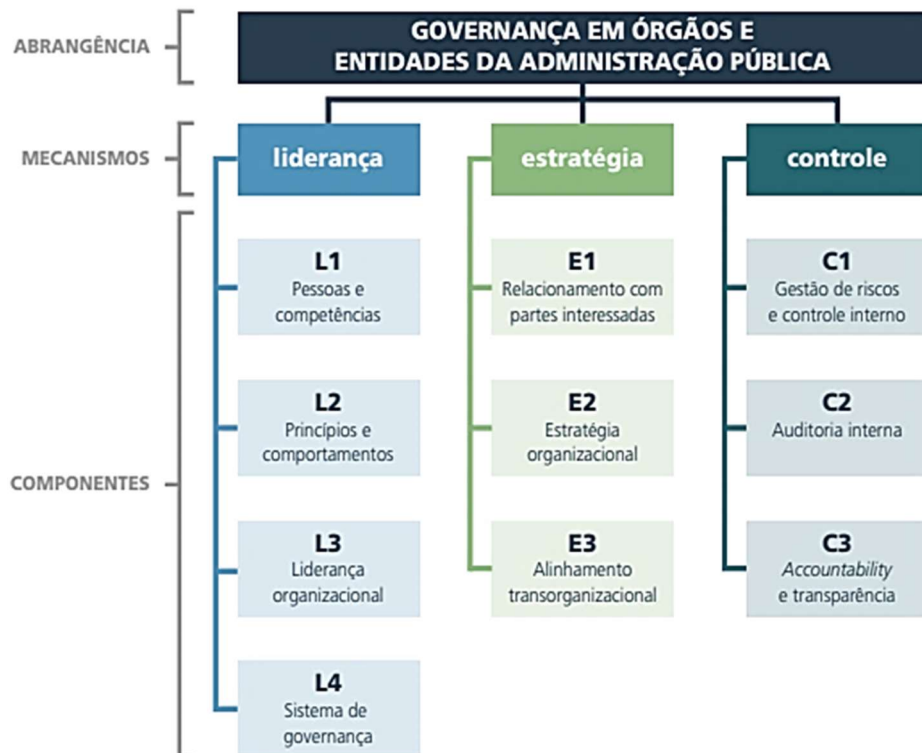 ABRANGÊNCIA
GOVERNANÇA EM ÓRGÃOS E
ENTIDADES DA ADMINISTRAÇÃO PÚBLICA
MECANISMOS
liderança
estratégia
controle
COMPONENTES
L1
Pessoas e
competências
E1
Relacionamento com
partes interessadas
C1
Gestão de riscos
e controle interno
L2
Princípios e
comportamentos
E2
Estratégia
organizacional
C2
Auditoria interna
L3
Liderança
organizacional
E3
Alinhamento
transorganizacional
C3
Accountability
e transparência
L4
Sistema de
governança